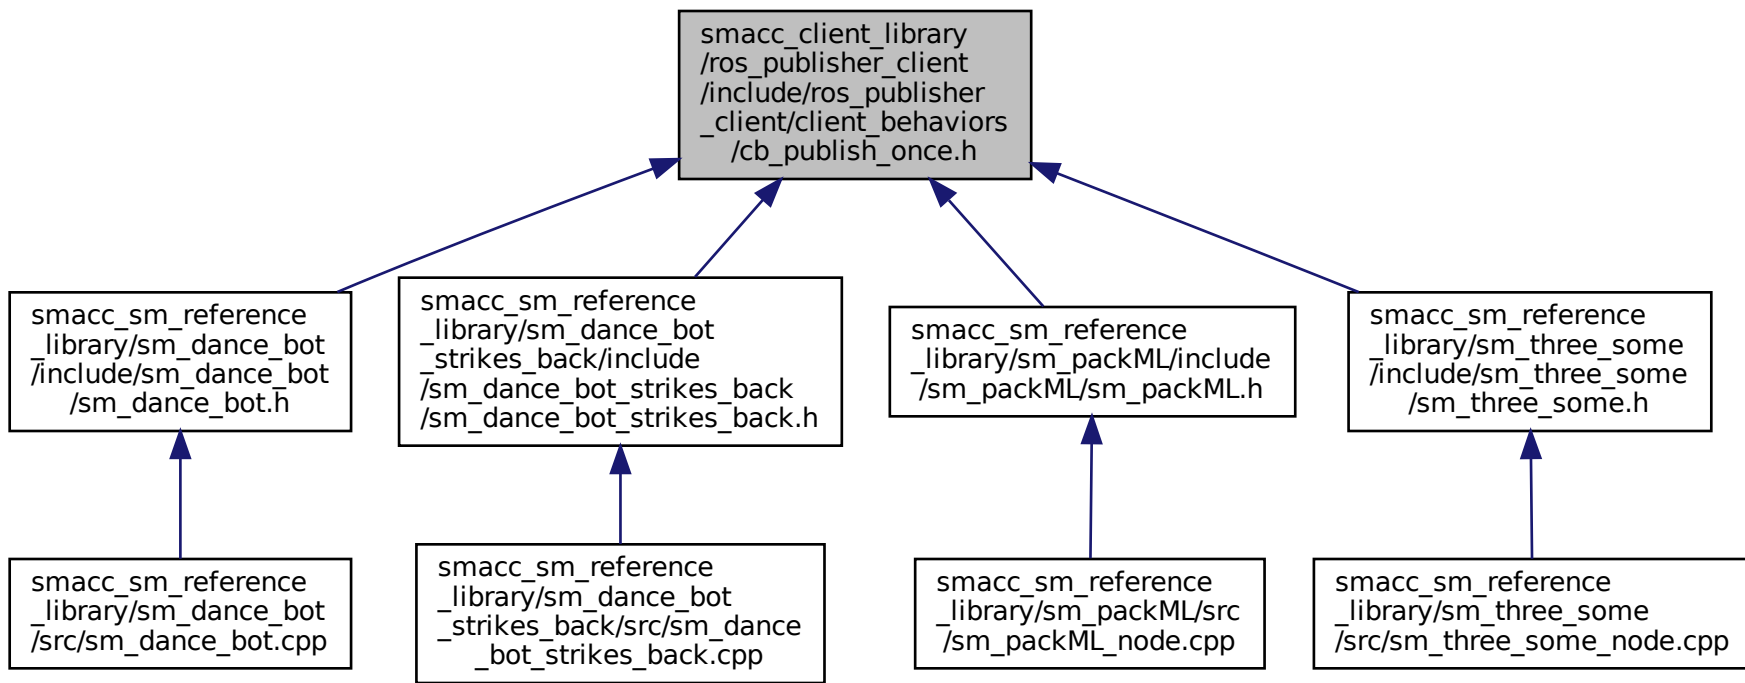 smacc_client_library
/ros_publisher_client
/include/ros_publisher
_client/client_behaviors
/cb_publish_once.h
smacc_sm_reference
_library/sm_dance_bot
/include/sm_dance_bot
/sm_dance_bot.h
smacc_sm_reference
_library/sm_dance_bot
_strikes_back/include
/sm_dance_bot_strikes_back
/sm_dance_bot_strikes_back.h
smacc_sm_reference
_library/sm_packML/include
/sm_packML/sm_packML.h
smacc_sm_reference
_library/sm_three_some
/include/sm_three_some
/sm_three_some.h
smacc_sm_reference
_library/sm_dance_bot
/src/sm_dance_bot.cpp
smacc_sm_reference
_library/sm_dance_bot
_strikes_back/src/sm_dance
_bot_strikes_back.cpp
smacc_sm_reference
_library/sm_packML/src
/sm_packML_node.cpp
smacc_sm_reference
_library/sm_three_some
/src/sm_three_some_node.cpp